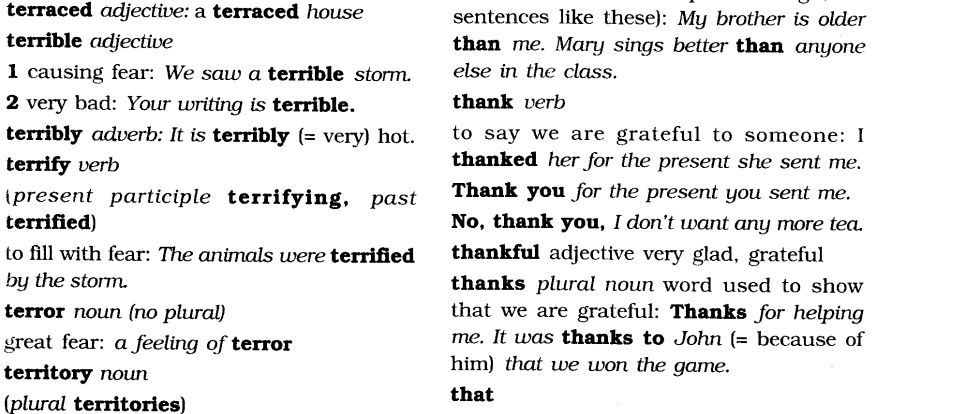 terraced adjective: a terraced house
terrible adjective
1 causing fear: We saw a terrible storm.
2 very bad: Your writing is terrible.
terribly adverb: It is terribly (= very) hot.
terrify verb
(present participle terrifying, past
terrified)
to fill with fear: The animals were terrified
by the storm.
terror noun (no plural)
great fear: a feeling of terror
territory noun
(plural territories)
sentences like these): My brother is older
than me. Mary sings better than anyone
else in the class.
thank verb
to say we are grateful to someone: I
thanked her for the present she sent me.
Thank you for the present you sent me.
No, thank you, I don't want any more tea.
thankful adjective very glad, grateful
thanks plural noun word used to show
that we are grateful: Thanks for helping
me. It was thanks to John (= because of
him) that we won the game.
that